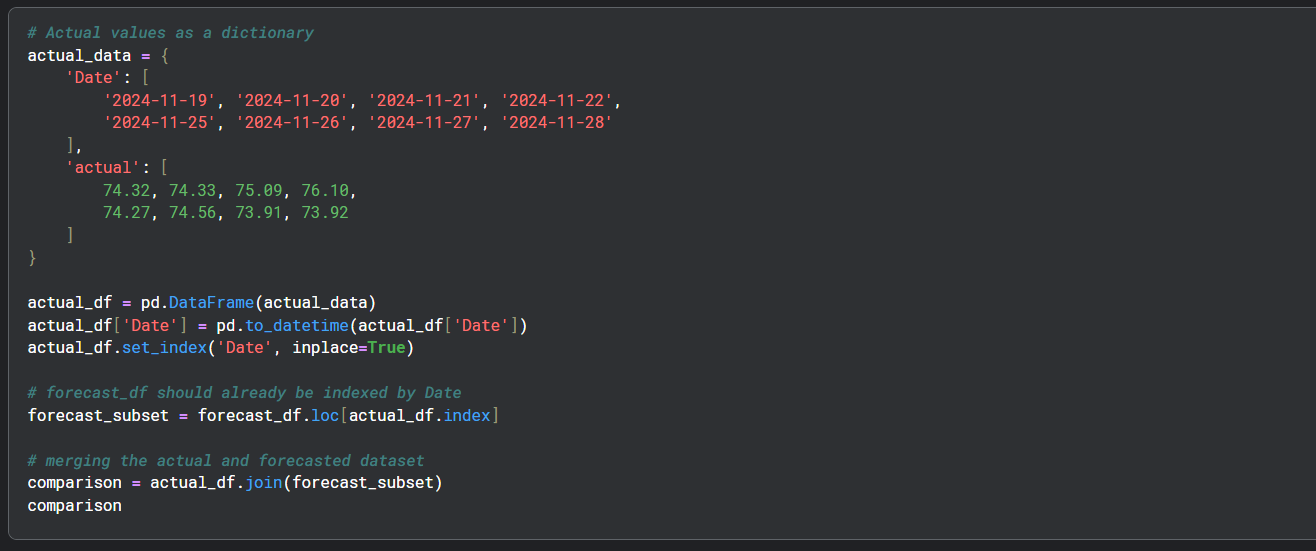 # Actual values as a dictionary
actual_data = {
    'Date': [
        '2024-11-19', '2024-11-20', '2024-11-21', '2024-11-22',
        '2024-11-25', '2024-11-26', '2024-11-27', '2024-11-28'
    ],
    'actual': [
        74.32, 74.33, 75.09, 76.10,
        74.27, 74.56, 73.91, 73.92
    ]
}
actual_df = pd.DataFrame(actual_data)
actual_df['Date'] = pd.to_datetime(actual_df['Date'])
actual_df.set_index('Date', inplace=True)
# forecast_df should already be indexed by Date
forecast_subset = forecast_df.loc[actual_df.index]
# merging the actual and forecasted dataset
comparison = actual_df.join(forecast_subset)
comparison